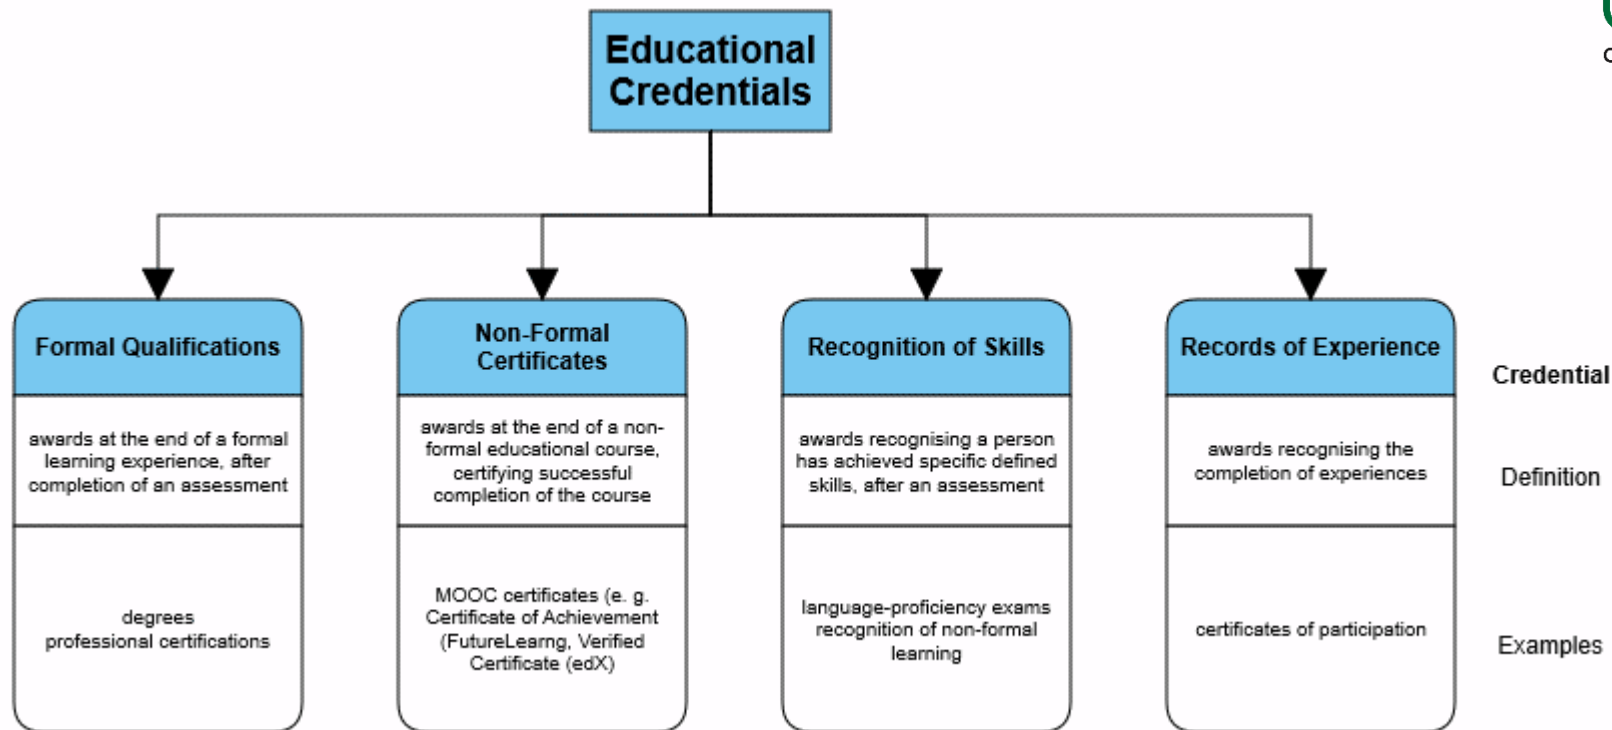 Educational
Credentials
Formal Qualifications
Non-Formal
Certificates
Recognition of Skills
Records of Experience
Credential
awards at the end of a formal
learning experience, after
completion of an assessment
awards at the end of a non-
formal educational course,
certifying successful
completion of the course
awards recognising a person
has achieved specific defined
skills, after an assessment
awards recognising the
completion of experiences
Definition
degrees
professional certifications
MOOC certificates (e. g.
Certificate of Achievement
(FutureLearng, Verified
Certificate (edX)
language-proficiency exams
recognition of non-formal
learning
certificates of participation
Examples